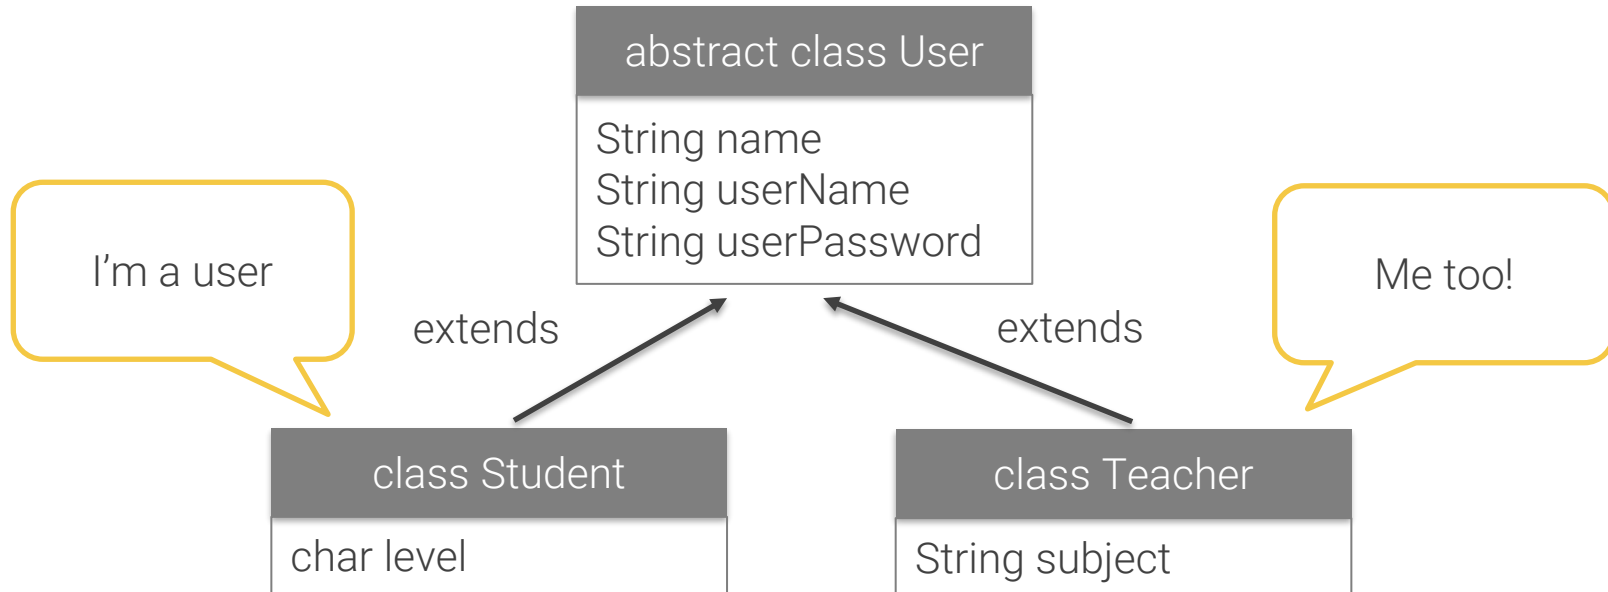 abstract class User
String name
String userName
String userPassword
I’m a user
Me too!
extends
extends
class Student
char level
class Teacher
String subject